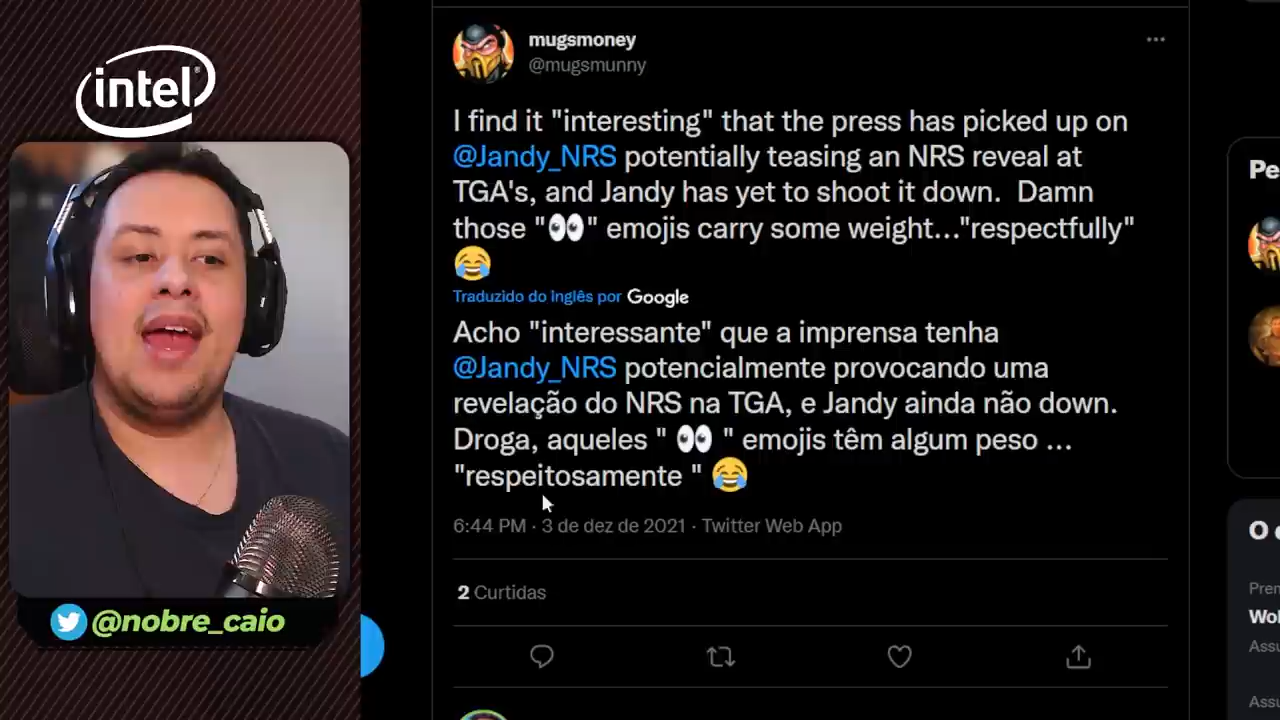 intel
@nobre_caio
mugsmoney
@mugsmunny
I find it "interesting" that the press has picked up on
@Jandy_NRS potentially teasing an NRS reveal at
TGA's, and Jandy has yet to shoot it down. Damn
those "👀" emojis carry some weight..."respectfully"
😂
Traduzido do inglês por Google
Acho "interessante" que a imprensa tenha
@Jandy_NRS potencialmente provocando uma
revelação do NRS na TGA, e Jandy ainda não down.
Droga, aqueles " 👀 " emojis têm algum peso ...
"respeitosamente " 😂
6:44 PM · 3 de dez de 2021 · Twitter Web App
2 Curtidas
Pe
O